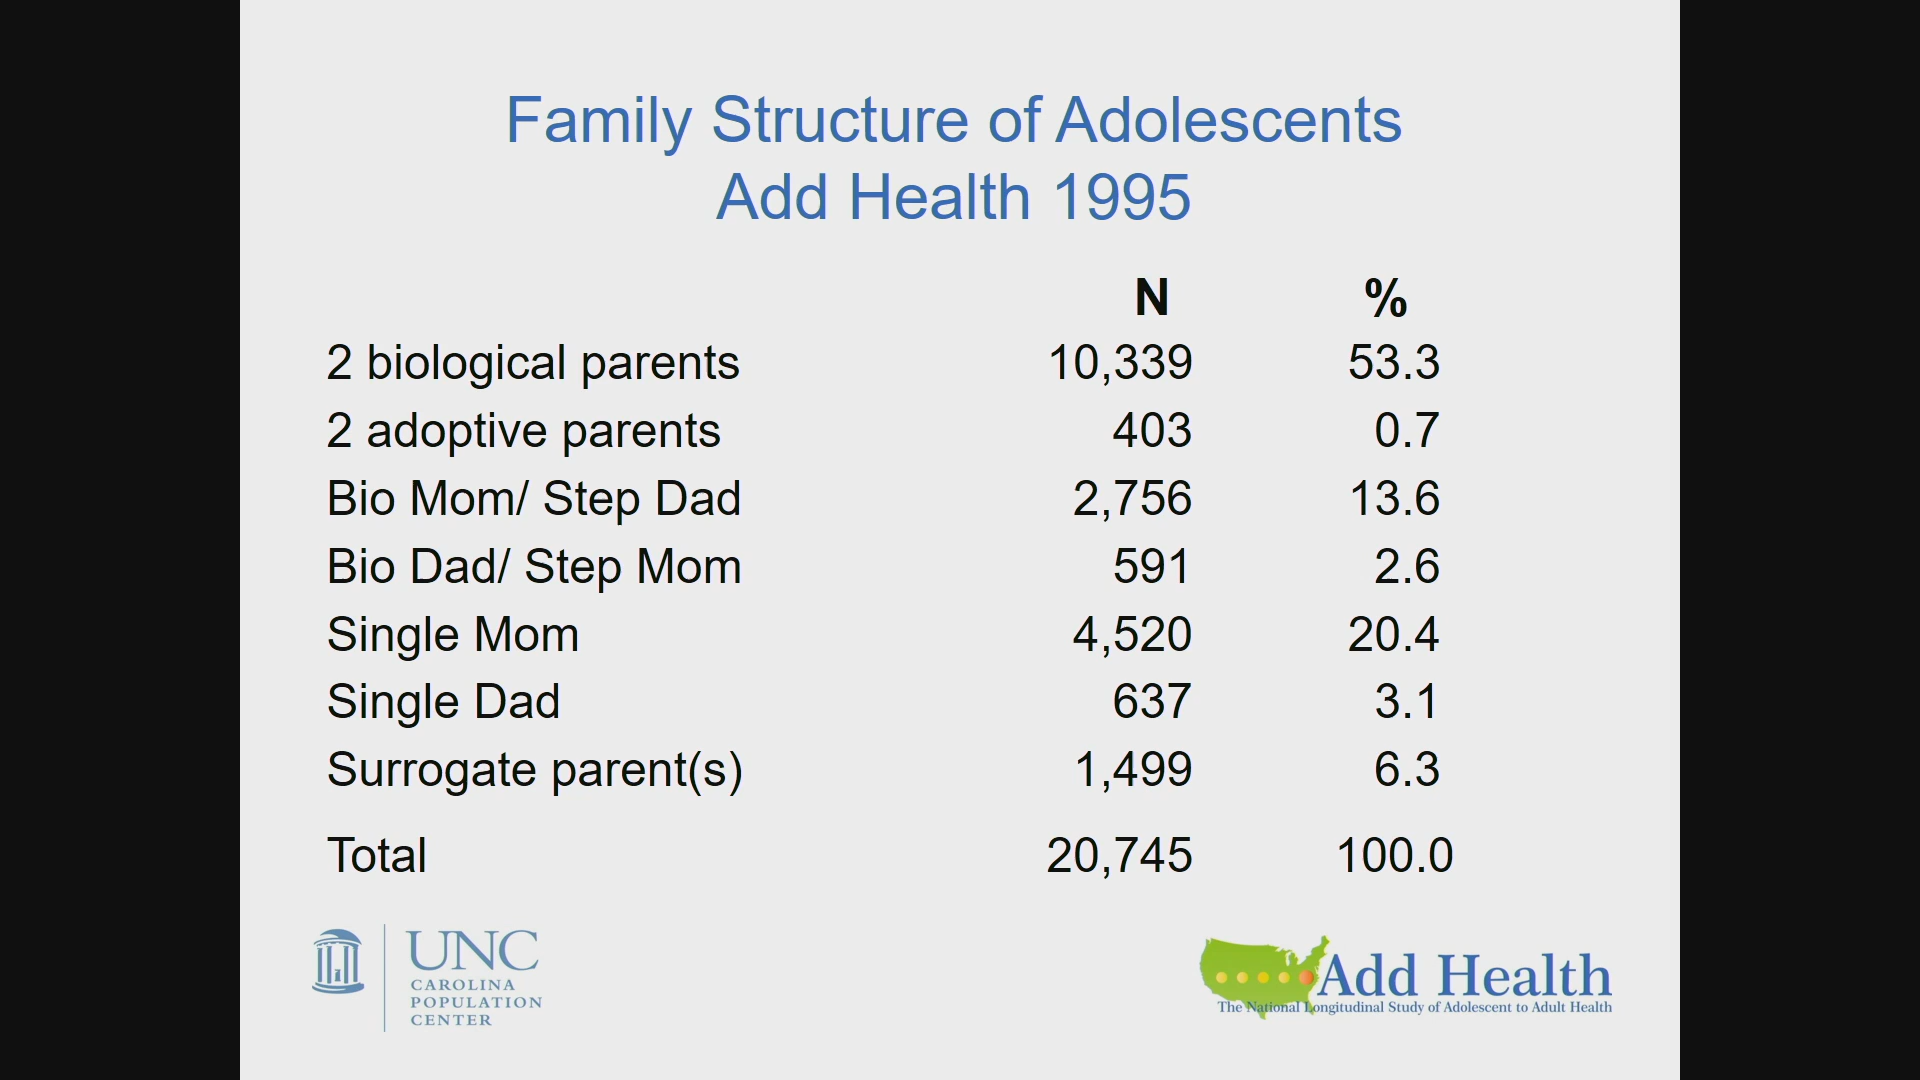 Family Structure of Adolescents
Add Health 1995
N %
2 biological parents 10,339 53.3
2 adoptive parents 403 0.7
Bio Mom/ Step Dad 2,756 13.6
Bio Dad/ Step Mom 591 2.6
Single Mom 4,520 20.4
Single Dad 637 3.1
Surrogate parent(s) 1,499 6.3
Total 20,745 100.0
UNC
CAROLINA
POPULATION
CENTER
Add Health
The National Longitudinal Study of Adolescent to Adult Health